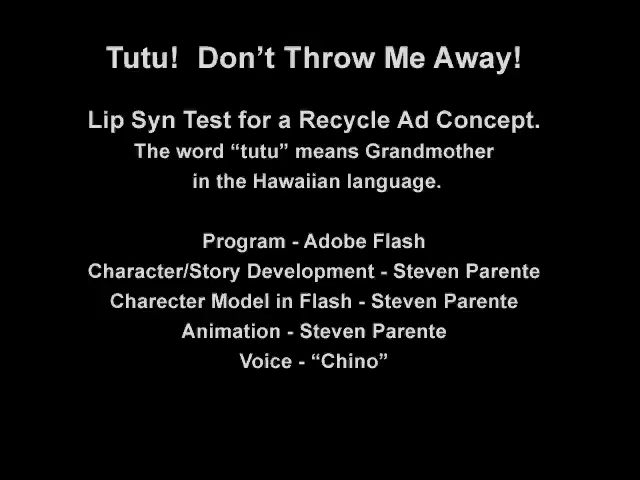 Tutu!  Don’t Throw Me Away!
Lip Syn Test for a Recycle Ad Concept.
The word “tutu” means Grandmother
in the Hawaiian language.
Program - Adobe Flash
Character/Story Development - Steven Parente
Charecter Model in Flash - Steven Parente
Animation - Steven Parente
Voice - “Chino”